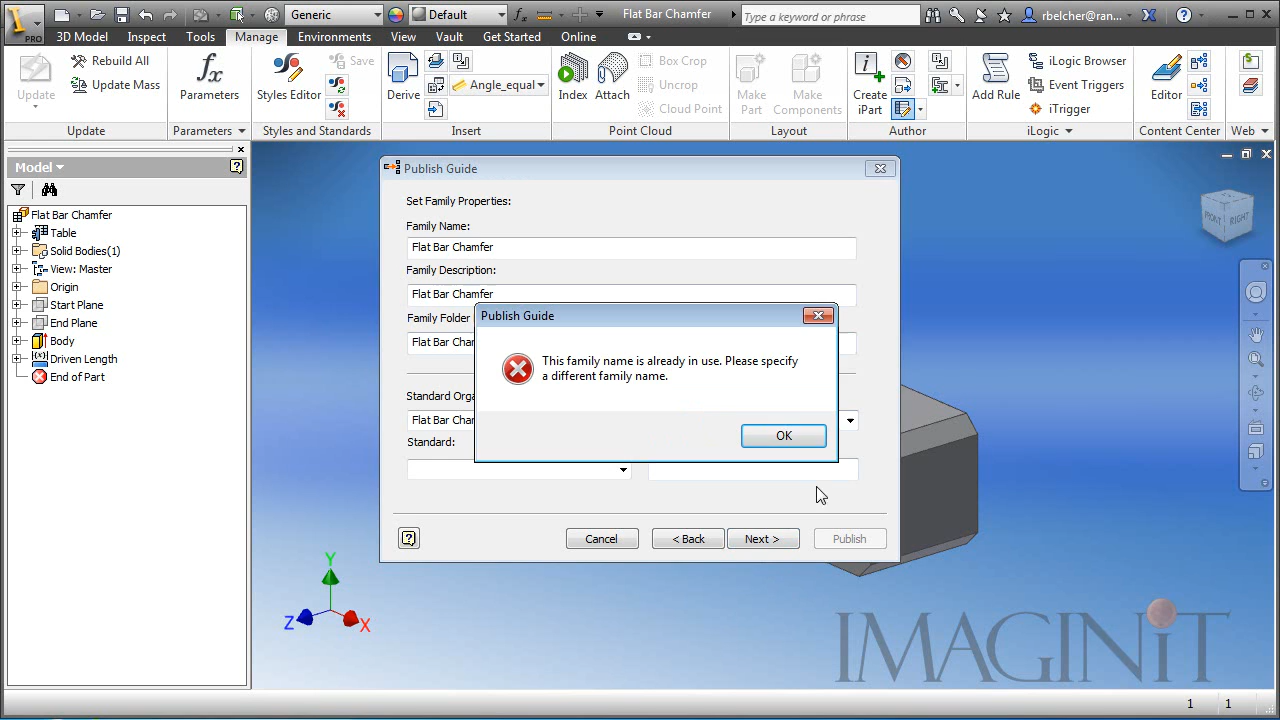 PRO
Generic
Default
fx
Flat Bar Chamfer
Type a keyword or phrase
rbelcher@ran...
3D Model
Inspect
Tools
Manage
Environments
View
Vault
Get Started
Online
Update
Rebuild All
Update Mass
Update
fx
Parameters
Parameters
Styles Editor
Save
Styles and Standards
Derive
Angle_equal
Insert
Index
Attach
Box Crop
Uncrop
Cloud Point
Point Cloud
Make
Part
Make
Components
Layout
Create
iPart
Author
Add Rule
iLogic Browser
Event Triggers
iTrigger
iLogic
Editor
Content Center
Web
Model
Flat Bar Chamfer
Table
Solid Bodies(1)
View: Master
Origin
Start Plane
End Plane
Body
Driven Length
End of Part
Publish Guide
Set Family Properties:
Family Name:
Flat Bar Chamfer
Family Description:
Flat Bar Chamfer
Family Folder
Flat Bar Cham
Standard Orga
Flat Bar Cham
Standard:
Publish Guide
This family name is already in use. Please specify
a different family name.
OK
Cancel
< Back
Next >
Publish
FRONT
RIGHT
Y
Z
X
IMAGINiT
1
1